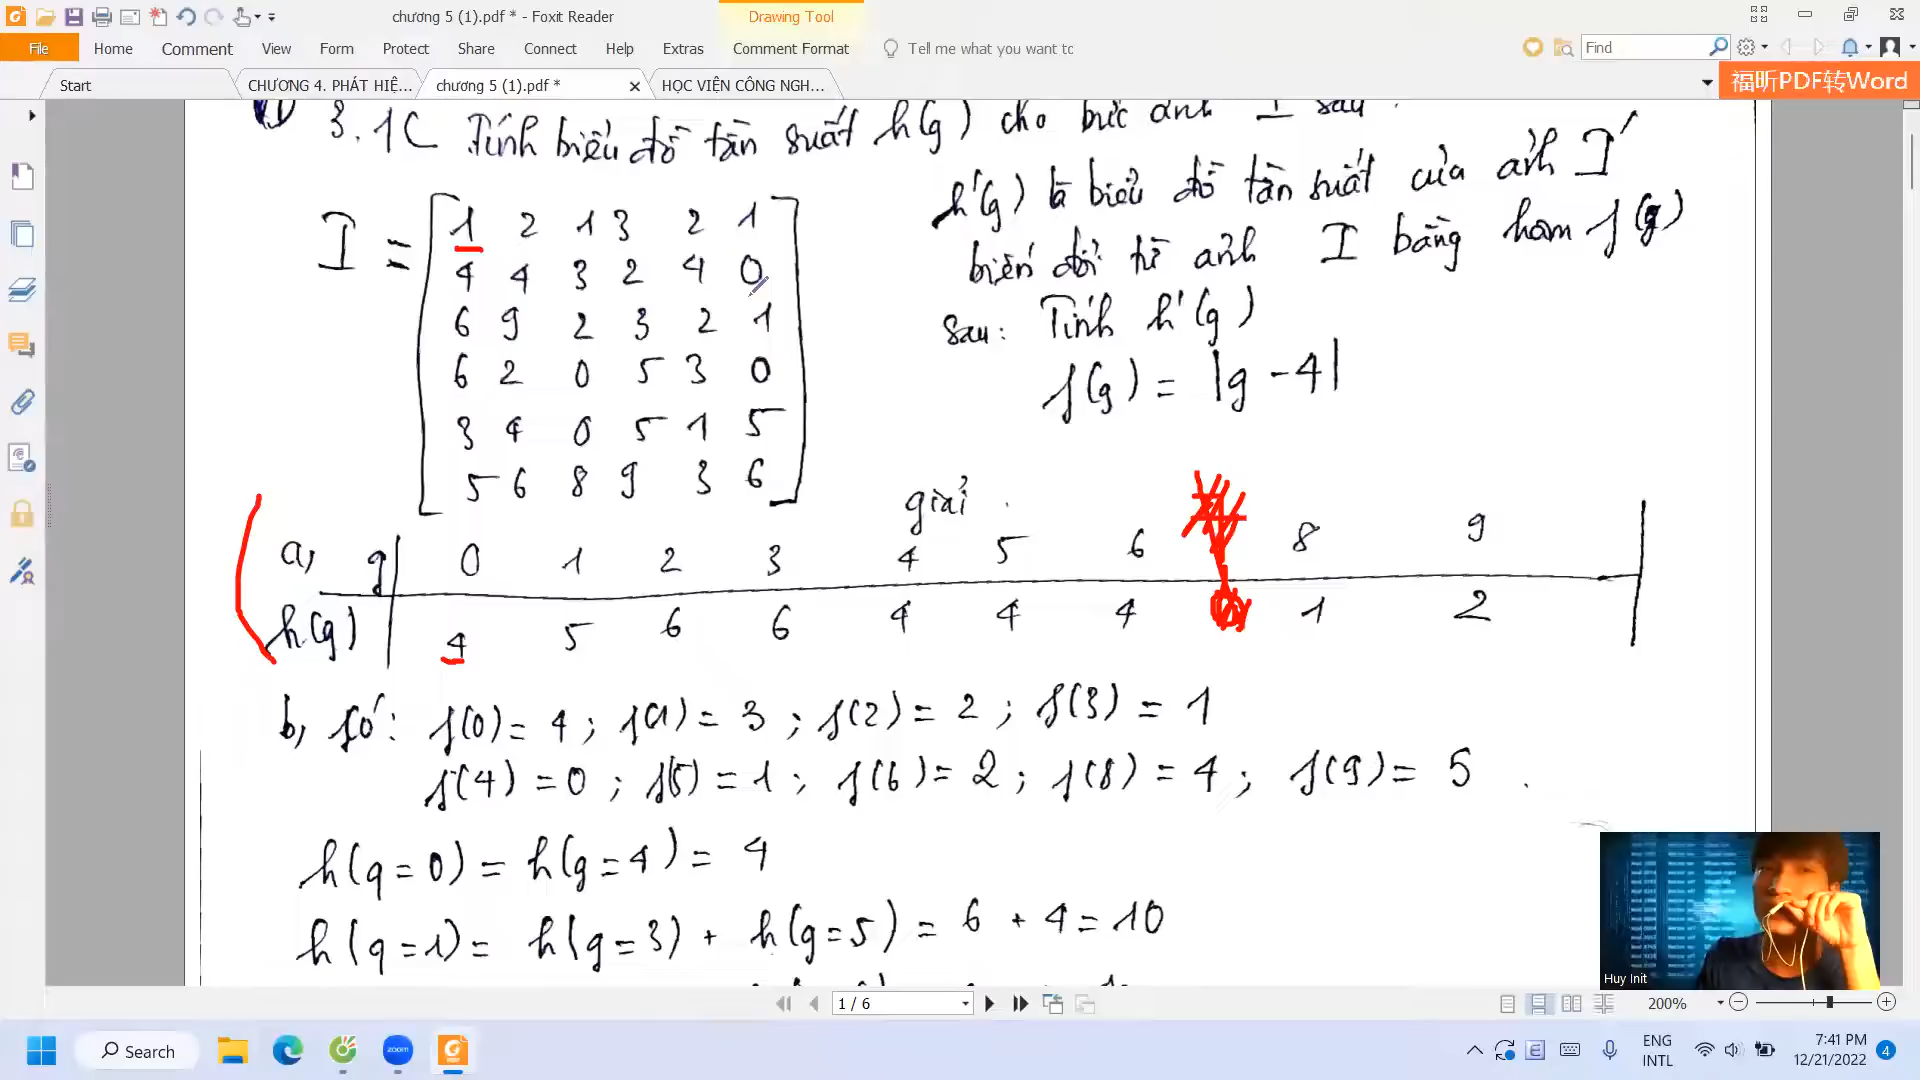 chương 5 (1).pdf * - Foxit Reader
Drawing Tool
File Home Comment View Form Protect Share Connect Help Extras Comment Format Tell me what you want to Find
Start CHƯƠNG 4. PHÁT HIỆ... chương 5 (1).pdf * HỌC VIỆN CÔNG NGH...
福昕PDF转Word
3.1C Tính biểu đồ tần suất h(g) cho bức ảnh I sau
h'(g) là biểu đồ tần suất của ảnh I'
biến đổi từ ảnh I bằng hàm f(g)
sau: Tính h'(g)
f(g) = |g - 4|
I =
1 2 1 3 2 1
4 4 3 2 4 0
6 9 2 3 2 1
6 2 0 5 3 0
3 4 0 5 1 5
5 6 8 9 3 6
giải
a, g 0 1 2 3 4 5 6 8 9
h(g) 4 5 6 6 4 4 4 1 2
b, f(0) = 4 ; f(1) = 3 ; f(2) = 2 ; f(3) = 1
f(4) = 0 ; f(5) = 1 ; f(6) = 2 ; f(8) = 4 ; f(9) = 5
h(g = 0) = h(g = 4) = 4
h(g = 1) = h(g = 3) + h(g = 5) = 6 + 4 = 10
Huy Init
1 / 6
200%
Search
zoom
ENG
INTL
7:41 PM
12/21/2022
4